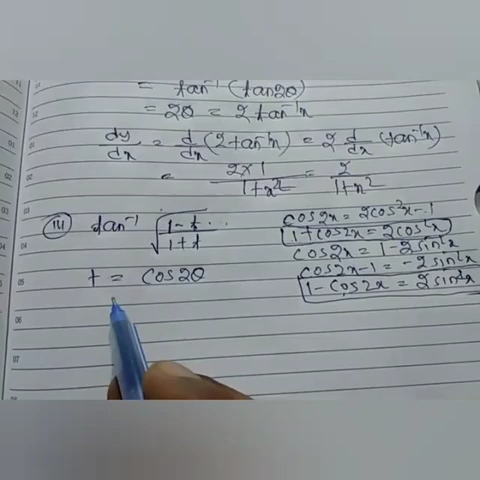 = tan⁻¹ (tan2θ)
= 2θ = 2 tan⁻¹x
dy/dx = d/dx (2 tan⁻¹x) = 2 d/dx (tan⁻¹x)
= 2×1/1+x² = 2/1+x²
(iii) tan⁻¹ √(1-t/1+t) ...
t = cos2θ
cos2x = 2cos²x-1
1+cos2x = 2cos²x
cos2x = 1-2sin²x
cos2x-1 = -2sin²x
1-cos2x = 2sin²x